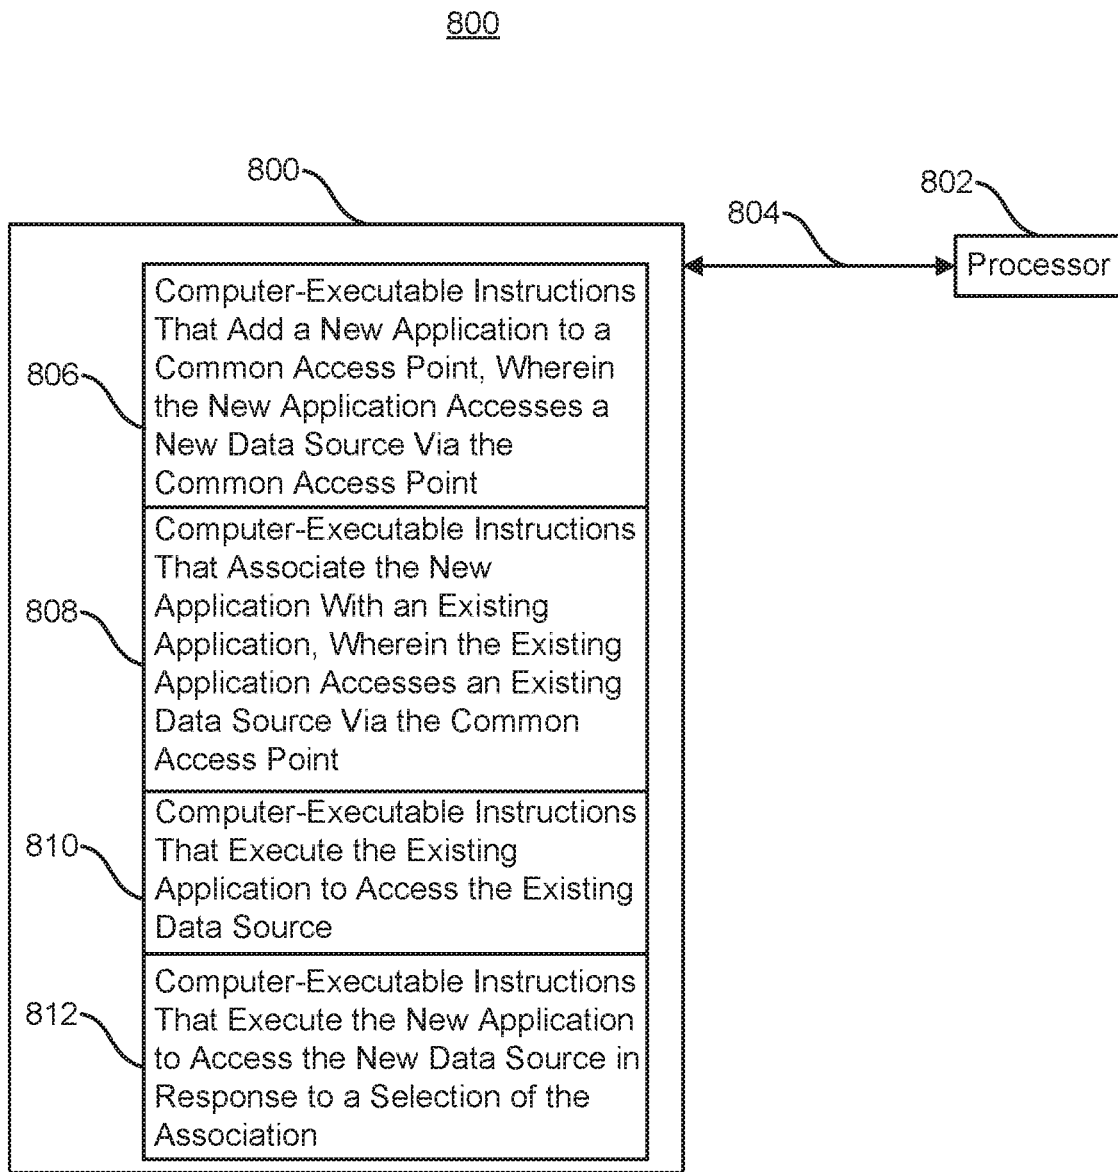 800
800
804
802
Processor
806
Computer-Executable Instructions
That Add a New Application to a
Common Access Point, Wherein
the New Application Accesses a
New Data Source Via the
Common Access Point
808
Computer-Executable Instructions
That Associate the New
Application With an Existing
Application, Wherein the Existing
Application Accesses an Existing
Data Source Via the Common
Access Point
810
Computer-Executable Instructions
That Execute the Existing
Application to Access the Existing
Data Source
812
Computer-Executable Instructions
That Execute the New Application
to Access the New Data Source in
Response to a Selection of the
Association